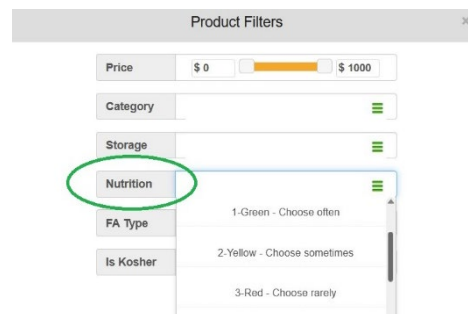 Product Filters ×
Price $ 0 $ 1000
Category
Storage
Nutrition
1-Green - Choose often
FA Type
2-Yellow - Choose sometimes
Is Kosher
3-Red - Choose rarely